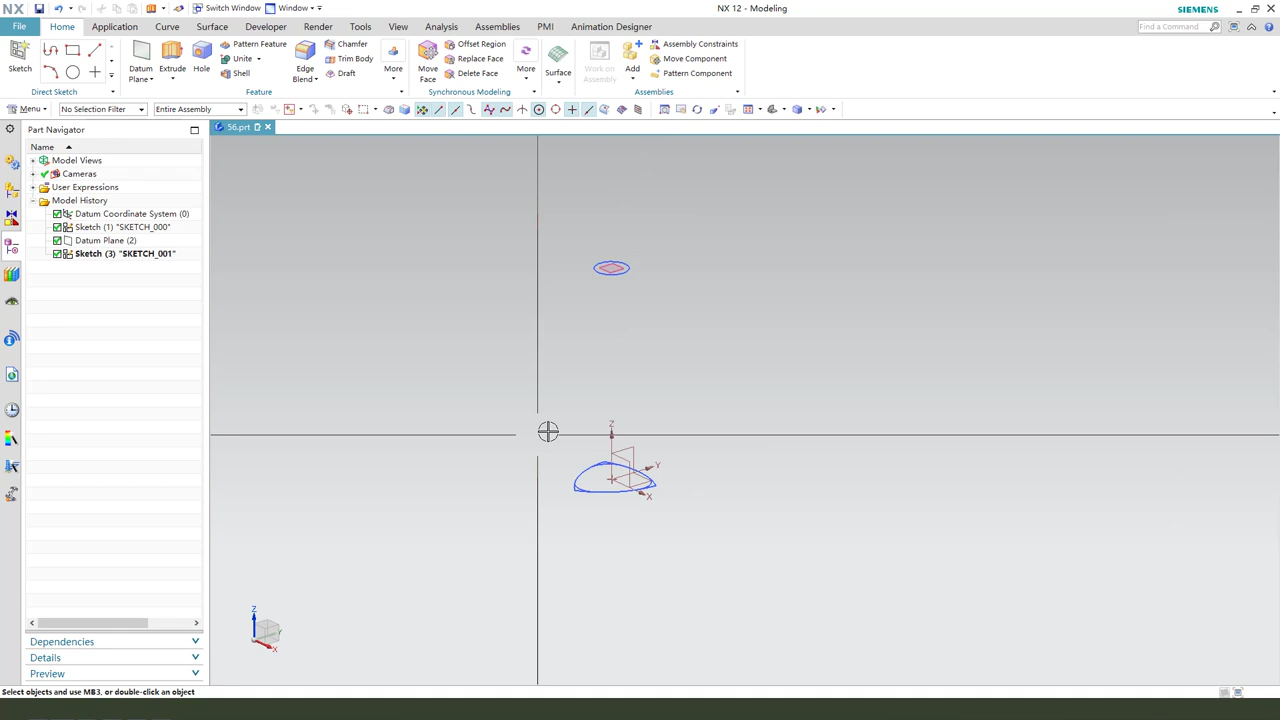 NX
Switch Window
Window
NX 12 - Modeling
SIEMENS
File
Home
Application
Curve
Surface
Developer
Render
Tools
View
Analysis
Assemblies
PMI
Animation Designer
Find a Command
Sketch
Direct Sketch
Datum
Plane
Extrude
Hole
Pattern Feature
Unite
Shell
Edge
Blend
Chamfer
Trim Body
Draft
More
Feature
Move
Face
Offset Region
Replace Face
Delete Face
More
Synchronous Modeling
Surface
Work on
Assembly
Add
Assembly Constraints
Move Component
Pattern Component
Assemblies
Menu
No Selection Filter
Entire Assembly
Part Navigator
56.prt
Name
Model Views
Cameras
User Expressions
Model History
Datum Coordinate System (0)
Sketch (1) "SKETCH_000"
Datum Plane (2)
Sketch (3) "SKETCH_001"
Z
Y
X
Z
Y
X
Dependencies
Details
Preview
Select objects and use MB3, or double-click an object